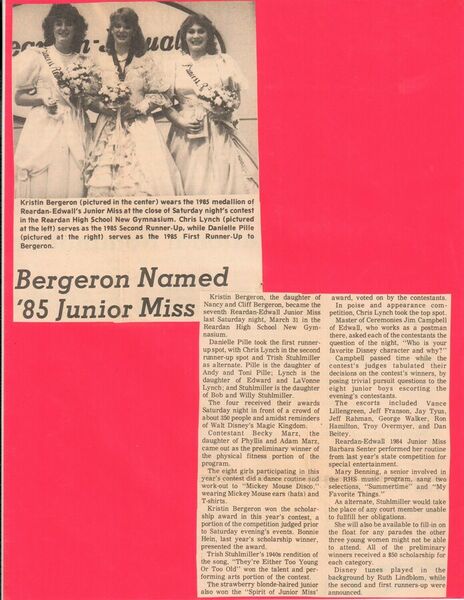 Reardan-Edwall
Kristin Bergeron (pictured in the center) wears the 1985 medallion of
Reardan-Edwall's Junior Miss at the close of Saturday night's contest
in the Reardan High School New Gymnasium. Chris Lynch (pictured
at the left) serves as the 1985 Second Runner-Up, while Danielle Pille
(pictured at the right) serves as the 1985 First Runner-Up to
Bergeron.
Bergeron Named
'85 Junior Miss
Kristin Bergeron, the daughter of
Nancy and Cliff Bergeron, became the
seventh Reardan-Edwall Junior Miss
last Saturday night, March 31 in the
Reardan High School New Gym-
nasium.
Danielle Pille took the first runner-
up spot, with Chris Lynch in the second
runner-up spot and Trish Stuhlmiller
as alternate. Pille is the daughter of
Andy and Toni Pille; Lynch is the
daughter of Edward and LaVonne
Lynch; and Stuhlmiller is the daughter
of Bob and Willy Stuhlmiller.
The four received their awards
Saturday night in front of a crowd of
about 350 people and amidst reminders
of Walt Disney's Magic Kingdom.
Contestant Becky Marz, the
daughter of Phyllis and Adam Marz,
came out as the preliminary winner of
the physical fitness portion of the
program.
The eight girls participating in this
year's contest did a dance routine and
work-out to "Mickey Mouse Disco,"
wearing Mickey Mouse ears (hats) and
T-shirts.
Kristin Bergeron won the scholar-
ship award in this year's contest, a
portion of the competition judged prior
to Saturday evening's events. Bonnie
Hein, last year's scholarship winner,
presented the award.
Trish Stuhlmiller's 1940s rendition
of the song, "They're Either Too Young
Or Too Old" won the talent and per-
forming arts portion of the contest.
The strawberry blonde-haired junior
also won the "Spirit of Junior Miss"
award, voted on by the contestants.
In poise and appearance com-
petition, Chris Lynch took the top spot.
Master of Ceremonies Jim Campbell
of Edwall, who works as a postman
there, asked each of the contestants the
question of the night, "Who is your
favorite Disney character and why?"
Campbell passed time while the
contest's judges tabulated their
decisions on the contest's winners, by
posing trivial pursuit questions to the
eight junior boys escorting the
evening's contestants.
The escorts included Vance
Lillengreen, Jeff Franson, Jay Tyus,
Jeff Rahman, George Walker, Ron
Hamilton, Troy Overmyer, and Dan
Beitey.
Reardan-Edwall 1984 Junior Miss
Barbara Senter performed her routine
from last year's state competition for
special entertainment.
Mary Benning, a senior involved in
the RHS music program, sang two
selections, "Summertime" and "My
Favorite Things."
As alternate, Stuhlmiller would take
the place of any court member unable
to fullfill her obligations.
She will also be available to fill-in on
the float for any parades the other
three young women might not be able
to attend. All of the preliminary
winners received a $50 scholarship for
each category.
Disney tunes played in the
background by Ruth Lindblom, while
the second and first runner-ups were
announced.